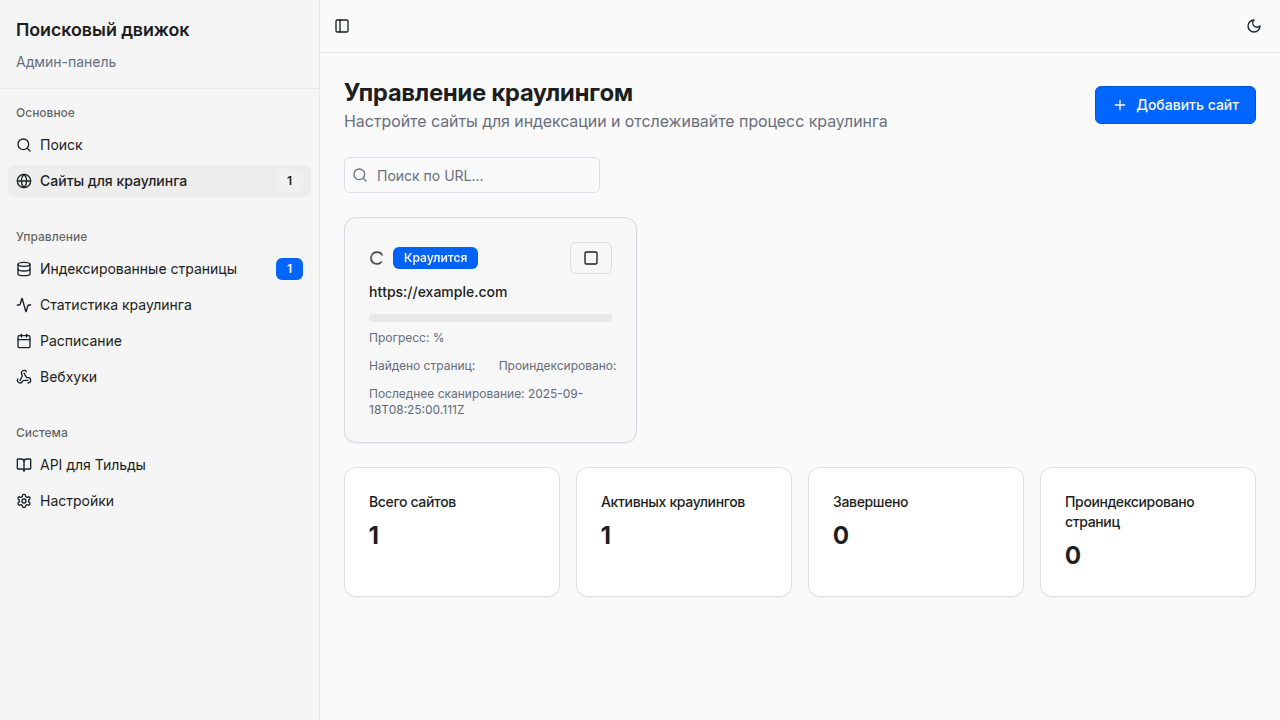 Поисковый движок
Админ-панель
Основное
Поиск
Сайты для краулинга 1
Управление
Индексированные страницы 1
Статистика краулинга
Расписание
Вебхуки
Система
API для Тильды
Настройки
Управление краулингом
Настройте сайты для индексации и отслеживайте процесс краулинга
Добавить сайт
Поиск по URL...
Краулится
https://example.com
Прогресс: %
Найдено страниц: Проиндексировано:
Последнее сканирование: 2025-09-
18T08:25:00.111Z
Всего сайтов
1
Активных краулингов
1
Завершено
0
Проиндексировано
страниц
0